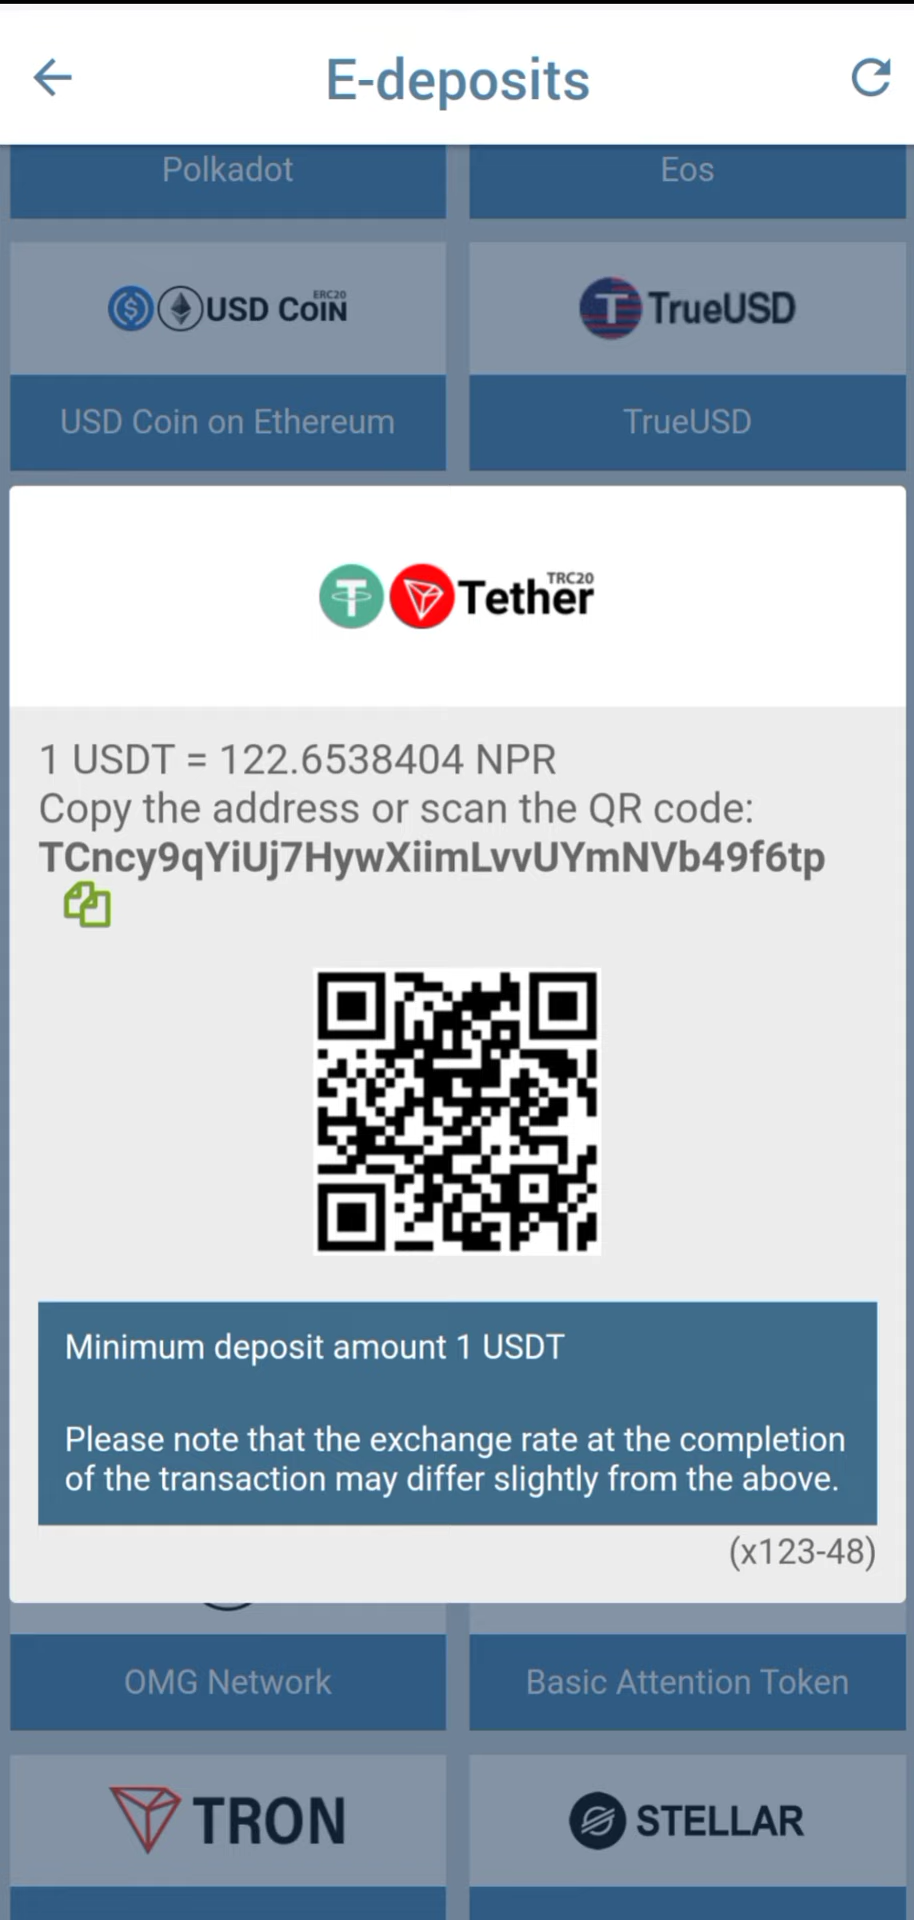 E-deposits
Polkadot
Eos
USD COIN ERC20
TrueUSD
USD Coin on Ethereum
TrueUSD
Tether TRC20
1 USDT = 122.6538404 NPR
Copy the address or scan the QR code:
TCncy9qYiUj7HywXiimLvvUYmNVb49f6tp
Minimum deposit amount 1 USDT
Please note that the exchange rate at the completion
of the transaction may differ slightly from the above.
(x123-48)
OMG Network
Basic Attention Token
TRON
STELLAR